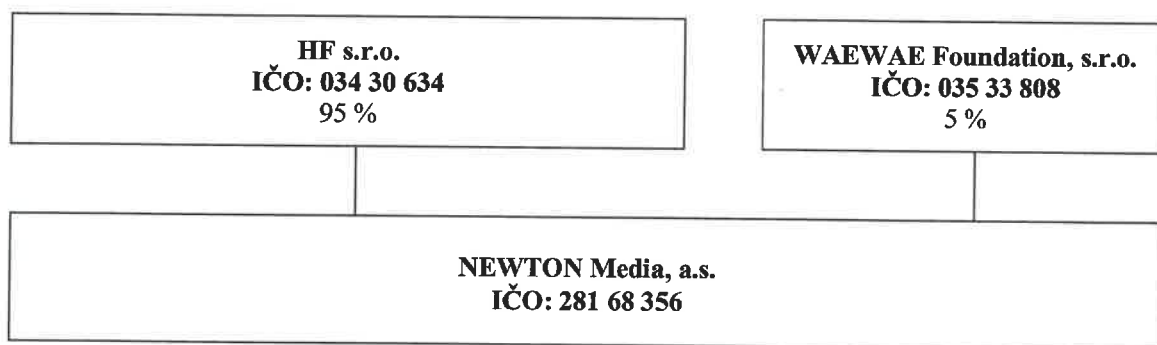 HF s.r.o.
IČO: 034 30 634
95 %
WAEWAE Foundation, s.r.o.
IČO: 035 33 808
5 %
NEWTON Media, a.s.
IČO: 281 68 356